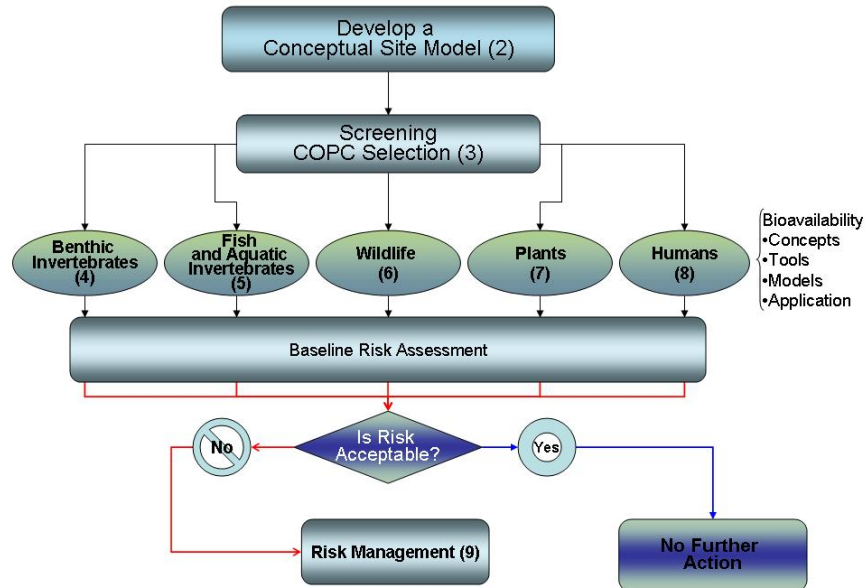 Develop a
Conceptual Site Model (2)
Screening
COPC Selection (3)
Benthic
Invertebrates
(4)
Fish
and Aquatic
Invertebrates
(5)
Wildlife
(6)
Plants
(7)
Humans
(8)
Bioavailability
•Concepts
•Tools
•Models
•Application
Baseline Risk Assessment
Is Risk
Acceptable?
No
Yes
Risk Management (9)
No Further
Action